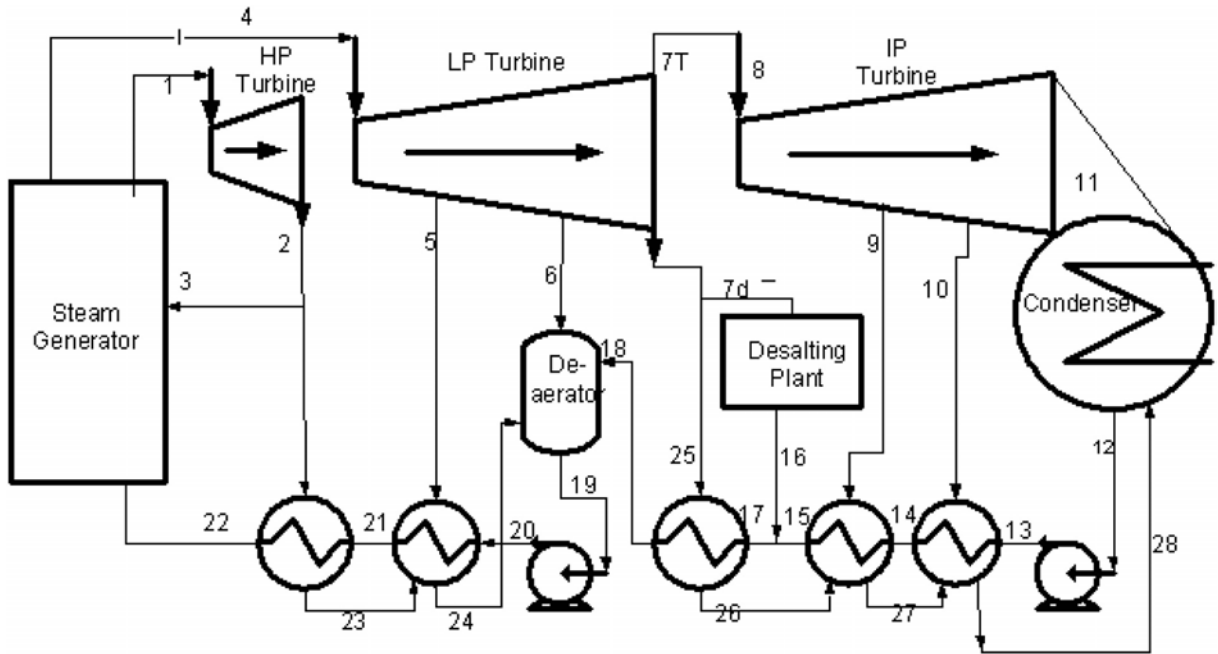 4
HP
Turbine
LP Turbine
7T
IP
Turbine
1
8
2
3
5
6
9
10
11
Steam
Generator
7d
Condenser
18
De-
aerator
Desalting
Plant
12
25
16
19
22
21
20
17
15
14
13
28
23
24
26
27